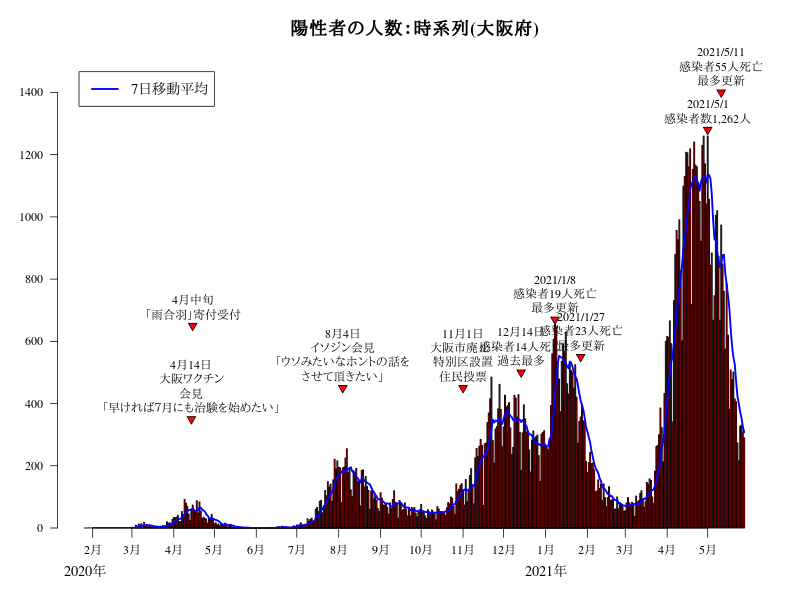 陽性者の人数：時系列(大阪府)
7日移動平均
2021/5/11
感染者55人死亡
最多更新
2021/5/1
感染者数1,262人
2021/1/8
感染者19人死亡
最多更新
2021/1/27
感染者23人死亡
最多更新
12月14日
感染者14人死亡
過去最多
11月1日
大阪市廃止
特別区設置
住民投票
8月4日
イソジン会見
「ウソみたいなホントの話を
させて頂きたい」
4月中旬
「雨合羽」寄付受付
4月14日
大阪ワクチン
会見
「早ければ7月にも治験を始めたい」
1400
1200
1000
800
600
400
200
0
2月 3月 4月 5月 6月 7月 8月 9月 10月 11月 12月 1月 2月 3月 4月 5月
2020年 2021年